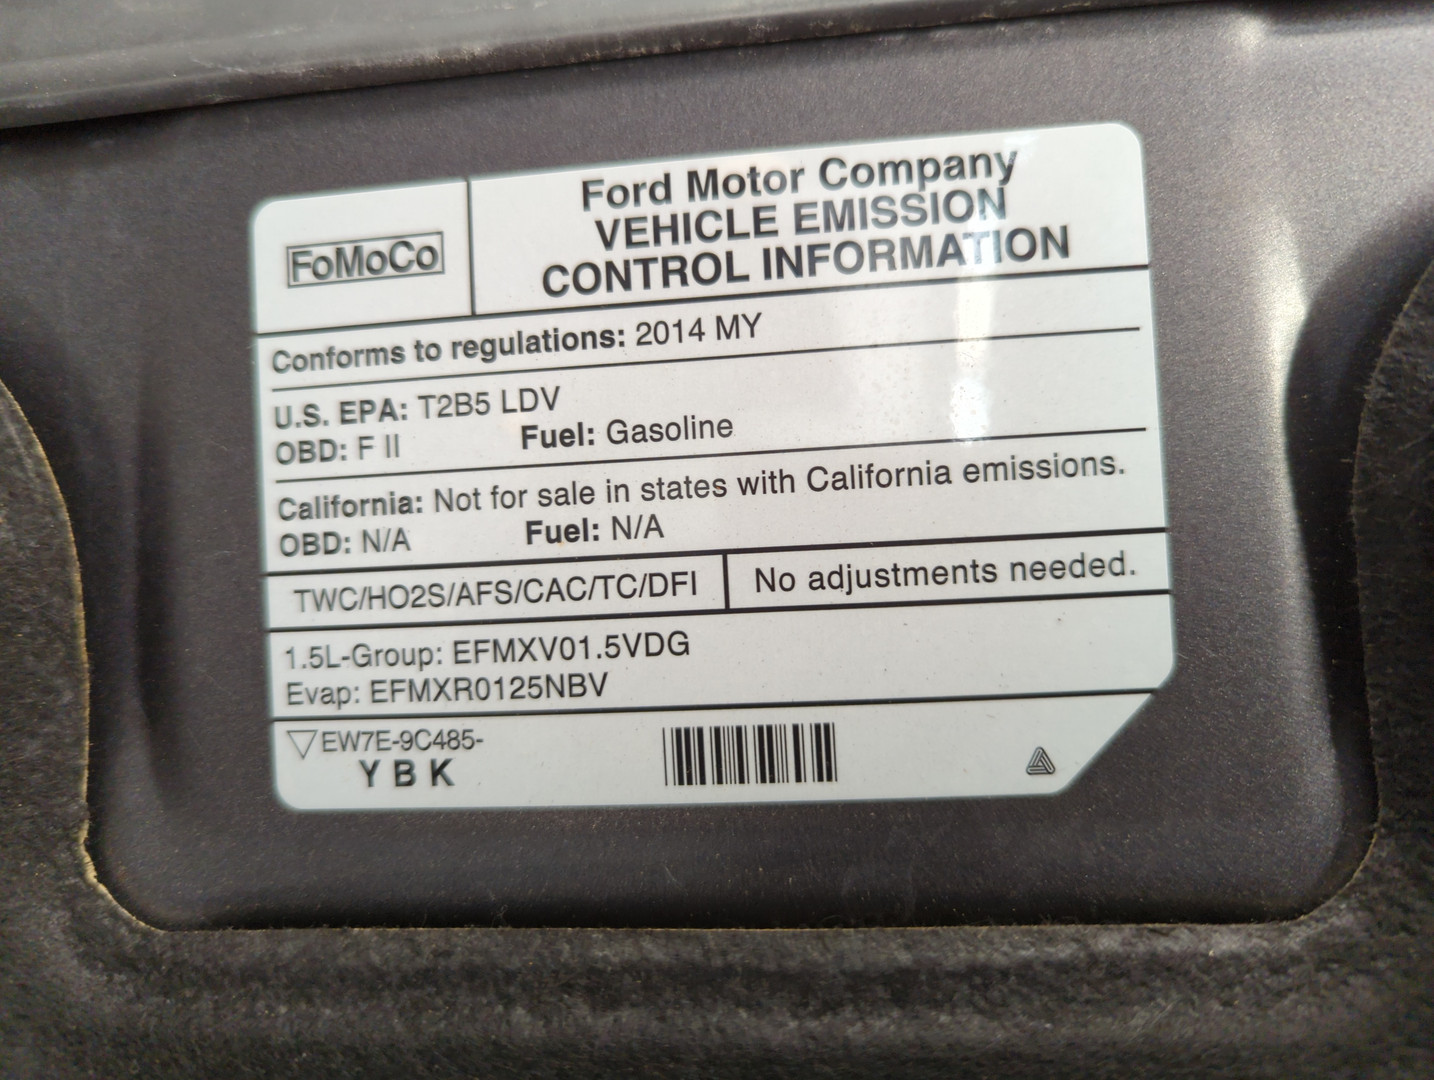 FoMoCo
Ford Motor Company
VEHICLE EMISSION
CONTROL INFORMATION
Conforms to regulations: 2014 MY
U.S. EPA: T2B5 LDV
OBD: F II Fuel: Gasoline
California: Not for sale in states with California emissions.
OBD: N/A Fuel: N/A
TWC/HO2S/AFS/CAC/TC/DFI
No adjustments needed.
1.5L-Group: EFMXV01.5VDG
Evap: EFMXR0125NBV
EW7E-9C485-
Y B K